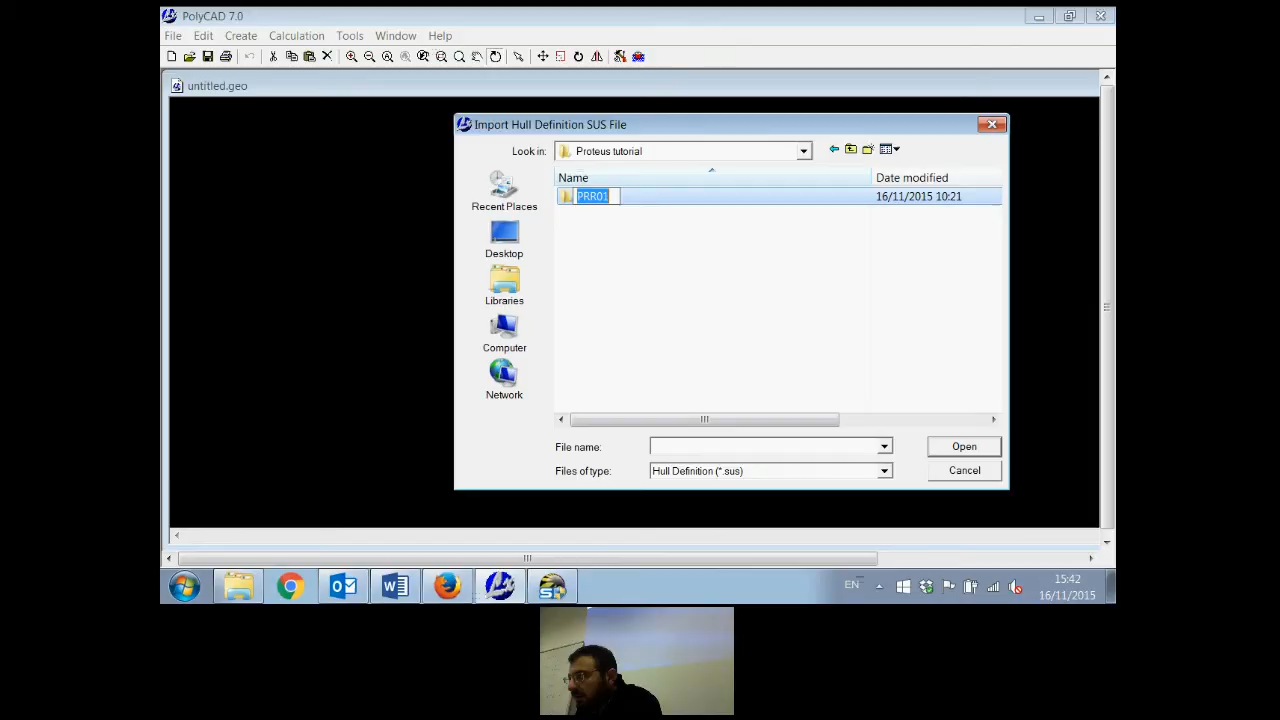 PolyCAD 7.0
File Edit Create Calculation Tools Window Help
untitled.geo
Import Hull Definition SUS File
Look in: Proteus tutorial
Name Date modified
PRR01 16/11/2015 10:21
Recent Places
Desktop
Libraries
Computer
Network
File name: Open
Files of type: Hull Definition (*.sus) Cancel
EN 15:42
16/11/2015